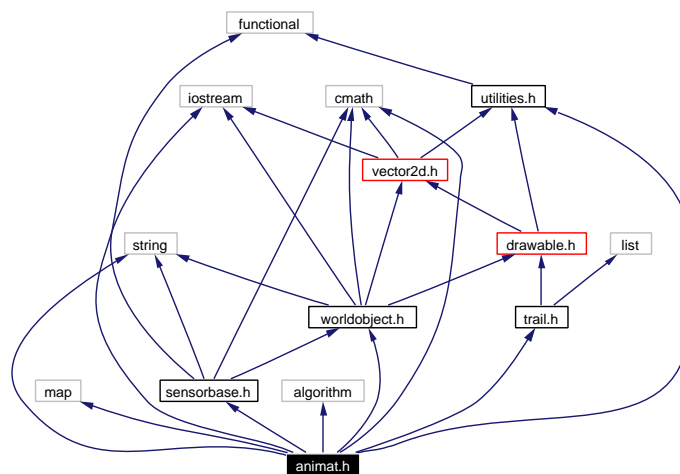 functional
iostream
cmath
utilities.h
vector2d.h
string
drawable.h
list
worldobject.h
trail.h
map
sensorbase.h
algorithm
animat.h